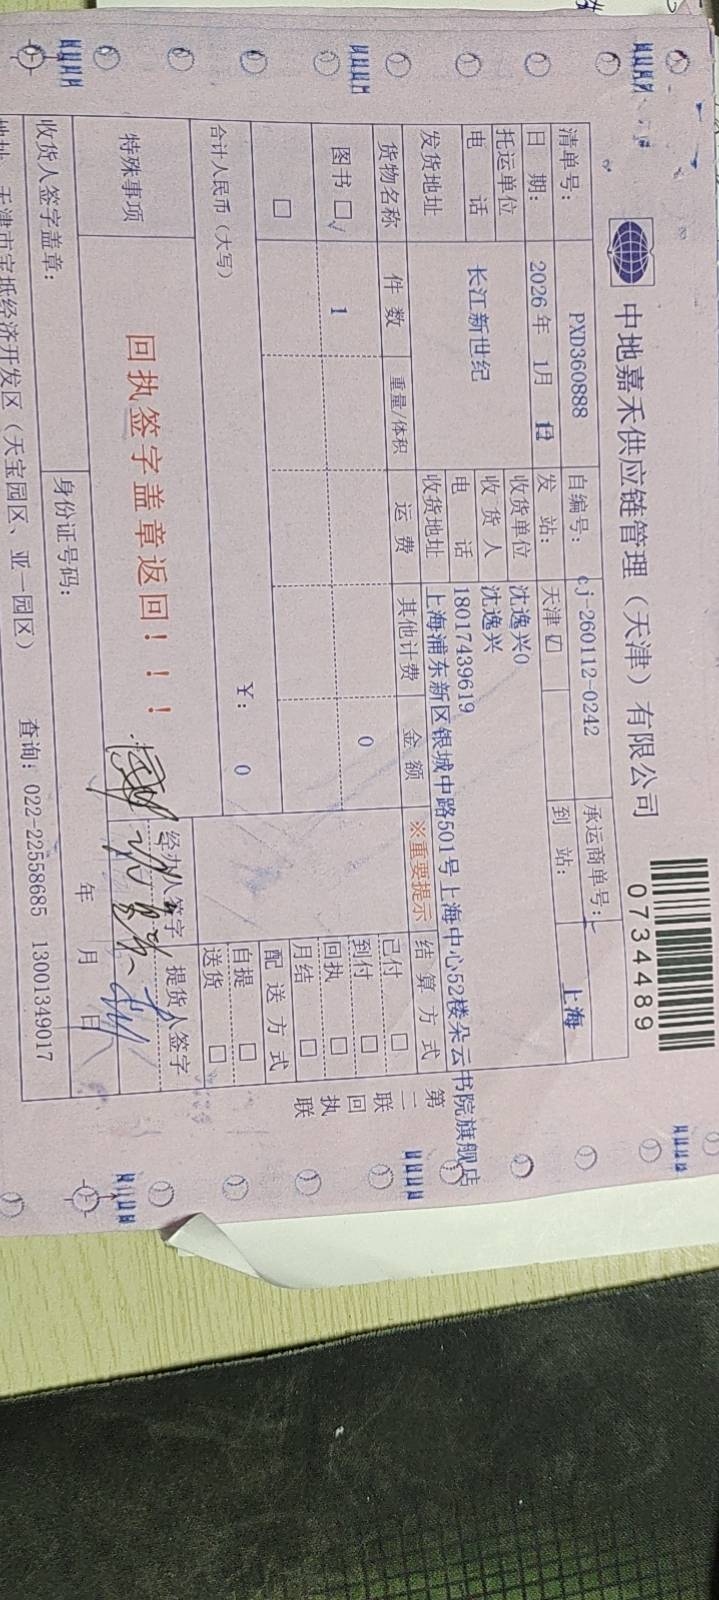 中地嘉禾供应链管理（天津）有限公司
0734489
清单号： PXD360888 自编号： cj-260112-0242 承运商单号：
日 期： 2026 年 1月 日 发 站： 天津☑ 到 站： 上海
托运单位 长江新世纪 收货单位 沈逸兴0
收 货 人 沈逸兴
电 话 电 话 18017439619
发货地址 收货地址 上海浦东新区银城中路501号上海中心52楼朵云书院旗舰店
货物名称 件 数 重量/体积 运 费 其他计费 金 额 ※重要提示 结 算 方 式
图书 □√ 1 0 已付 □
到付 □
□ 回执 □
月结 □
合计人民币（大写） ￥： 0 配 送 方 式
自提 □
送货 □
特殊事项 回执签字盖章返回！！！ 经办人签字 提货人签字
收货人签字盖章： 身份证号码： 年 月 日
地址：天津市宝坻经济开发区（天宝园区、亚一园区） 查询：022-22558685 13001349017
第二联 回执联